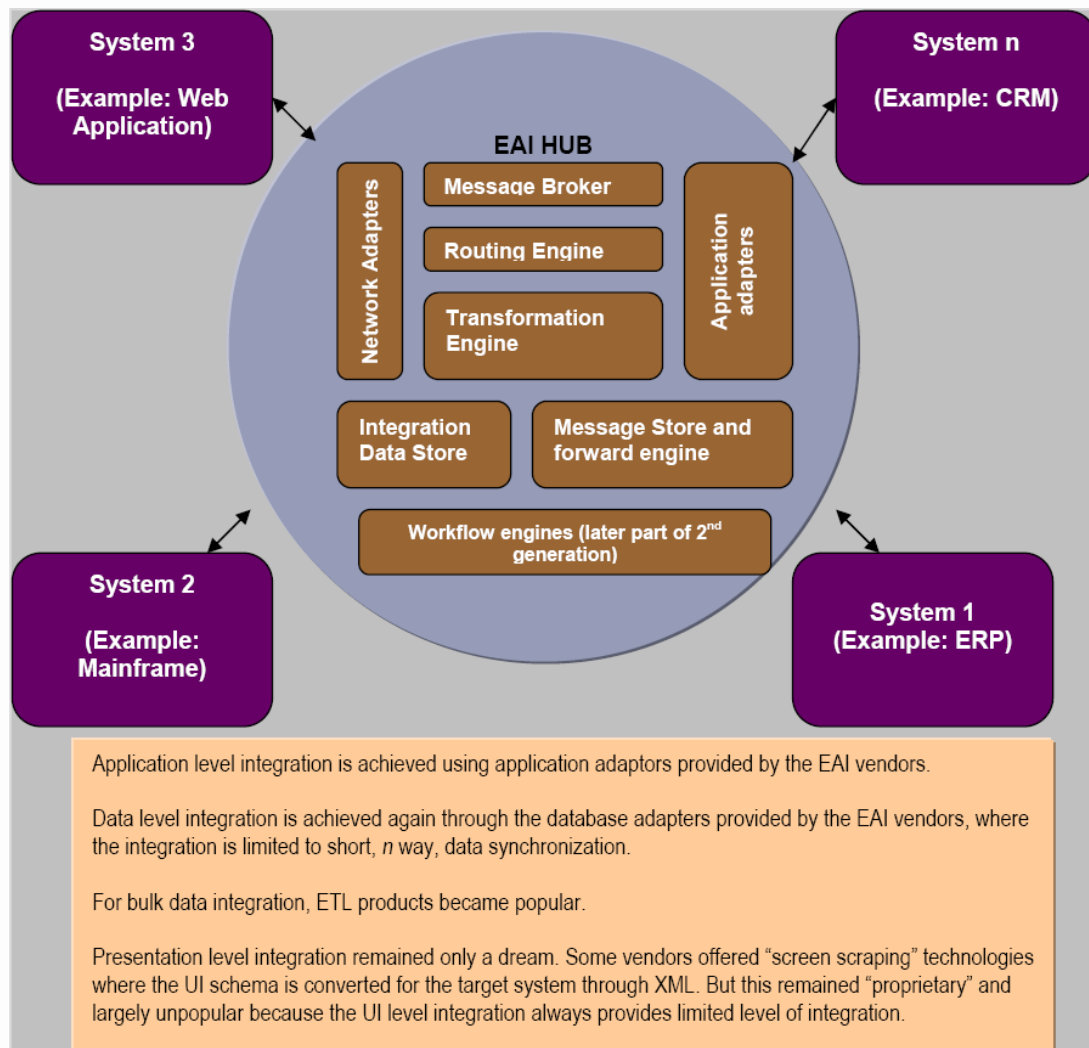 System 3
(Example: Web
Application)
System n
(Example: CRM)
EAI HUB
Network Adapters
Message Broker
Routing Engine
Transformation
Engine
Application
adapters
Integration
Data Store
Message Store and
forward engine
Workflow engines (later part of 2nd
generation)
System 2
(Example:
Mainframe)
System 1
(Example: ERP)
Application level integration is achieved using application adaptors provided by the EAI vendors.
Data level integration is achieved again through the database adapters provided by the EAI vendors, where
the integration is limited to short, n way, data synchronization.
For bulk data integration, ETL products became popular.
Presentation level integration remained only a dream. Some vendors offered “screen scraping” technologies
where the UI schema is converted for the target system through XML. But this remained “proprietary” and
largely unpopular because the UI level integration always provides limited level of integration.